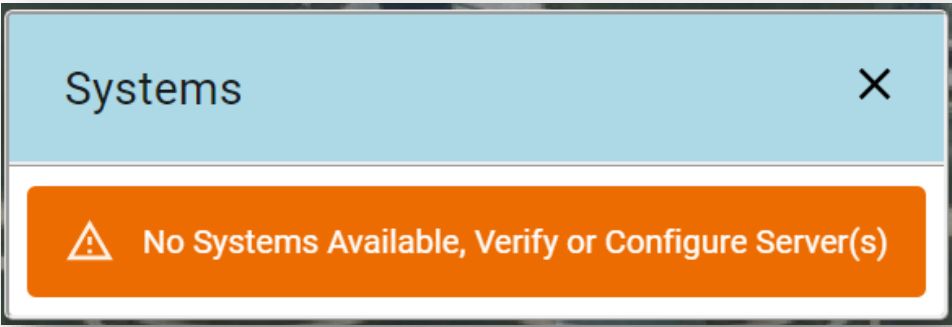 Systems
No Systems Available, Verify or Configure Server(s)